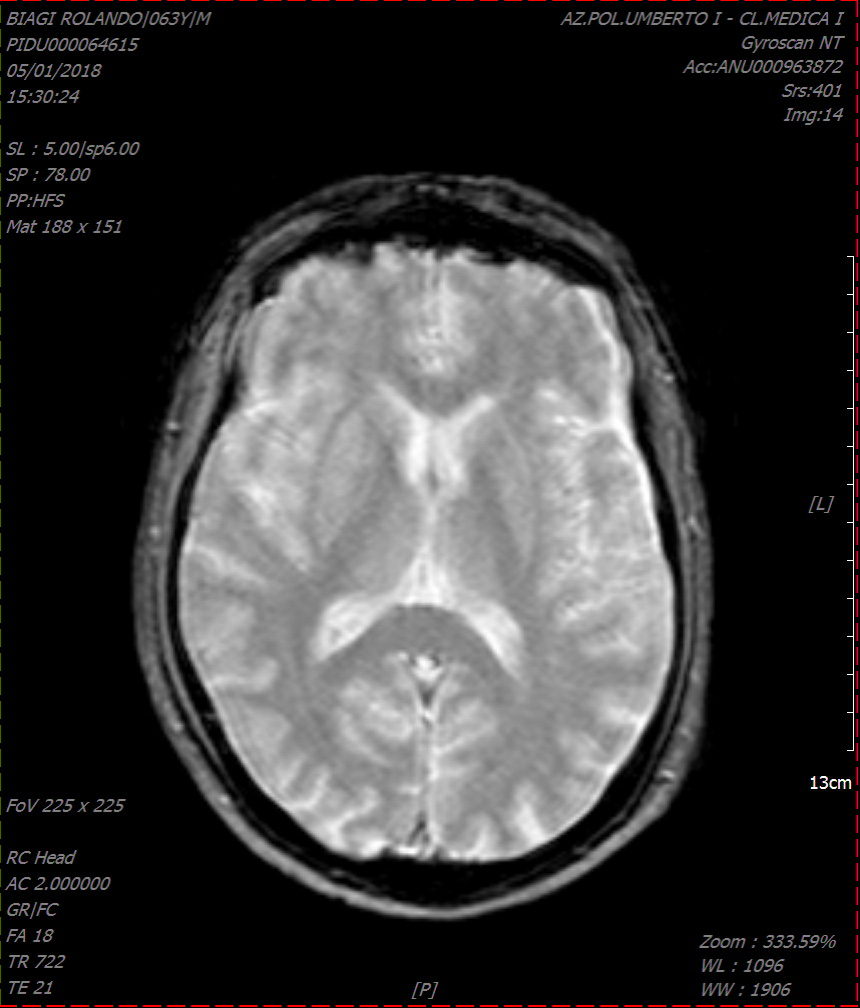 BIAGI ROLANDO|063Y|M
PIDU000064615
05/01/2018
15:30:24
AZ.POL.UMBERTO I - CL.MEDICA I
Gyroscan NT
Acc:ANU000963872
Srs:401
Img:14
SL : 5.00|sp6.00
SP : 78.00
PP:HFS
Mat 188 x 151
[L]
13cm
FoV 225 x 225
RC Head
AC 2.000000
GR|FC
FA 18
TR 722
TE 21
[P]
Zoom : 333.59%
WL : 1096
WW : 1906